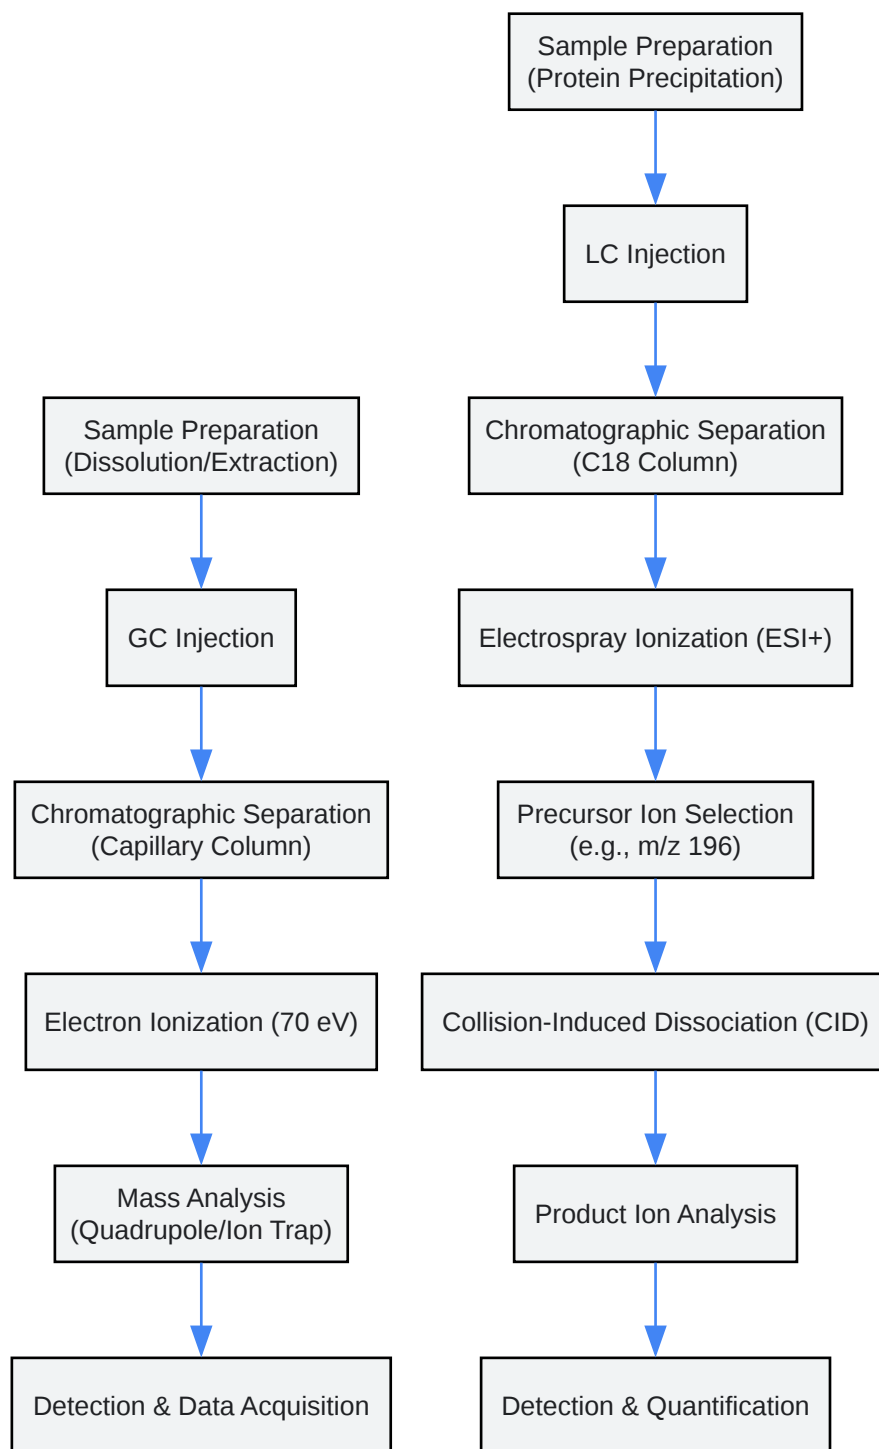 Sample Preparation
(Protein Precipitation)
LC Injection
Chromatographic Separation
(C18 Column)
Electrospray Ionization (ESI+)
Precursor Ion Selection
(e.g., m/z 196)
Collision-Induced Dissociation (CID)
Product Ion Analysis
Detection & Quantification
Sample Preparation
(Dissolution/Extraction)
GC Injection
Chromatographic Separation
(Capillary Column)
Electron Ionization (70 eV)
Mass Analysis
(Quadrupole/Ion Trap)
Detection & Data Acquisition